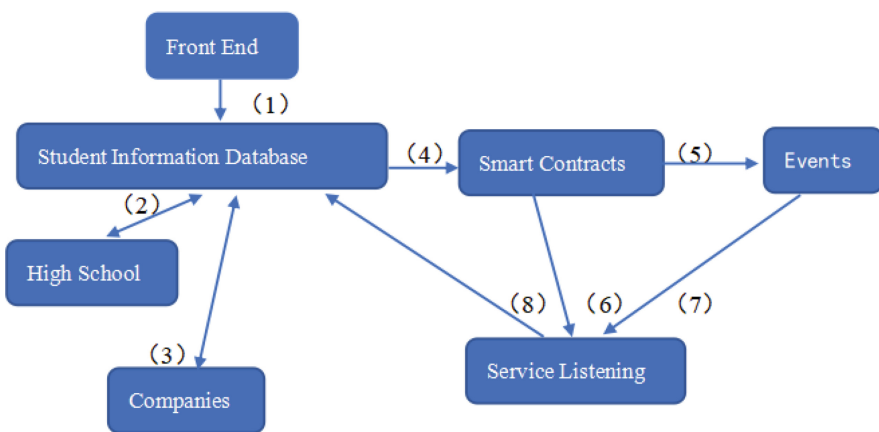 Front End
（1）
Student Information Database
（4）
Smart Contracts
（5）
Events
（2）
High School
（8）
（6）
（7）
（3）
Companies
Service Listening